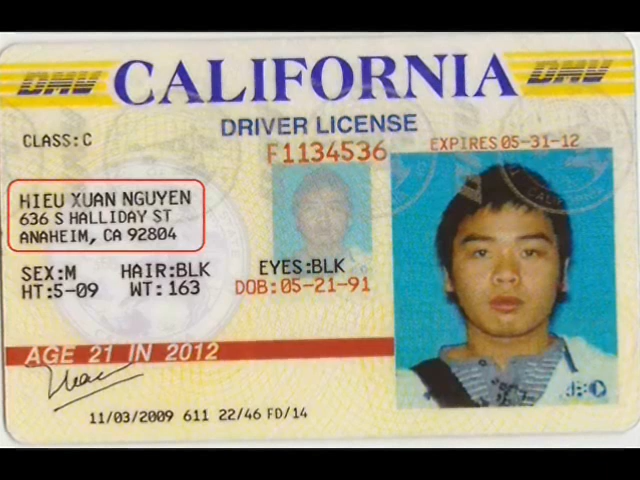 DMV CALIFORNIA DMV
DRIVER LICENSE
CLASS:C
F1134536
EXPIRES 05-31-12
HIEU XUAN NGUYEN
636 S HALLIDAY ST
ANAHEIM, CA 92804
SEX:M HAIR:BLK EYES:BLK
HT:5-09 WT:163 DOB:05-21-91
AGE 21 IN 2012
11/03/2009 611 22/46 FD/14